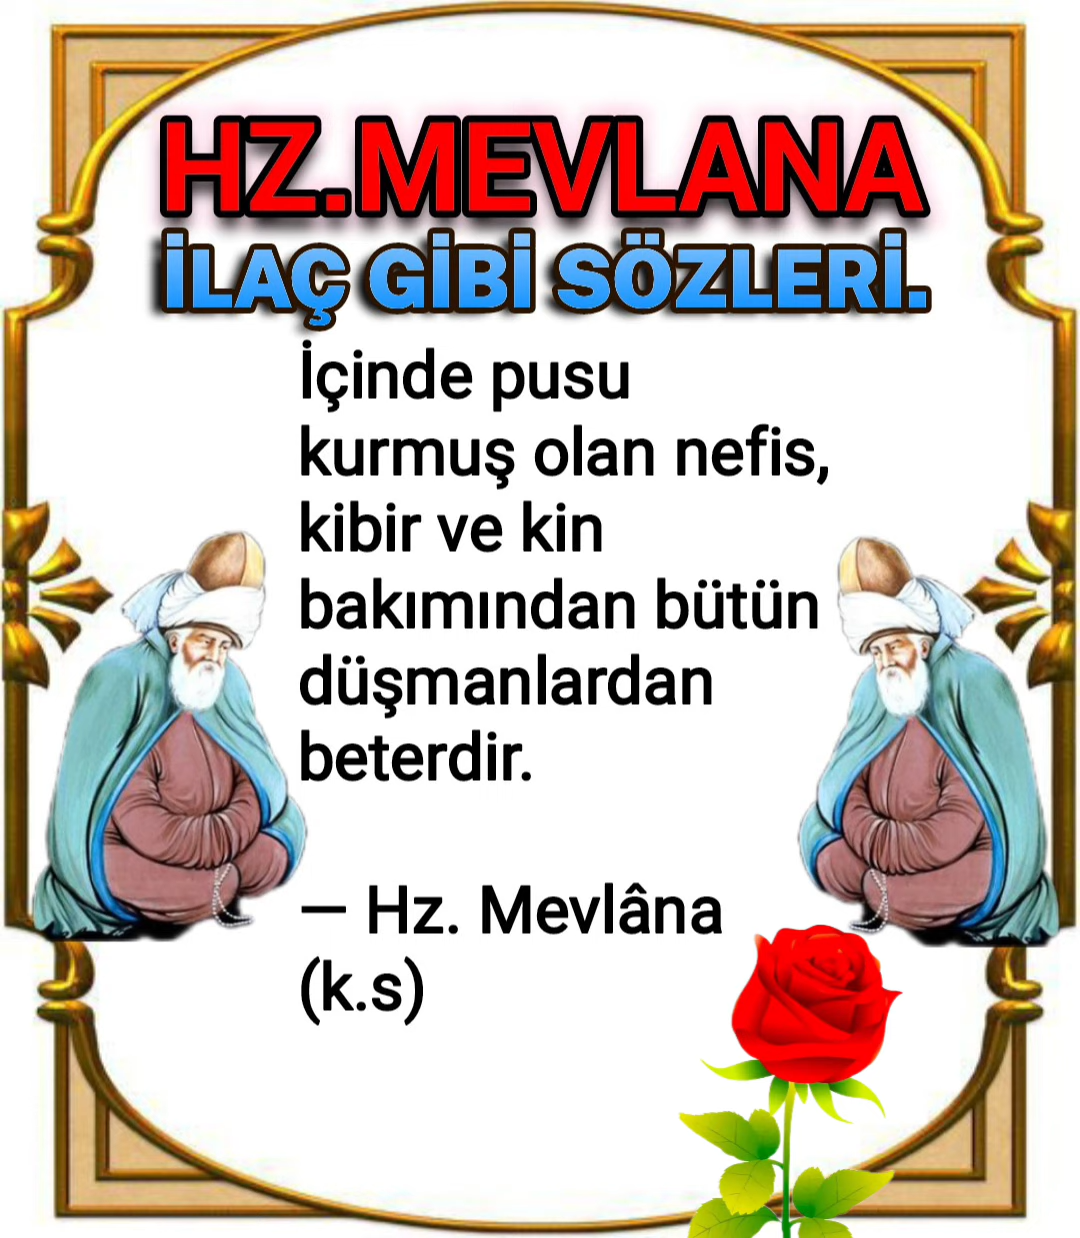 HZ.MEVLANA
İLAÇ GİBİ SÖZLERİ.
İçinde pusu
kurmuş olan nefis,
kibir ve kin
bakımından bütün
düşmanlardan
beterdir.
— Hz. Mevlâna
(k.s)